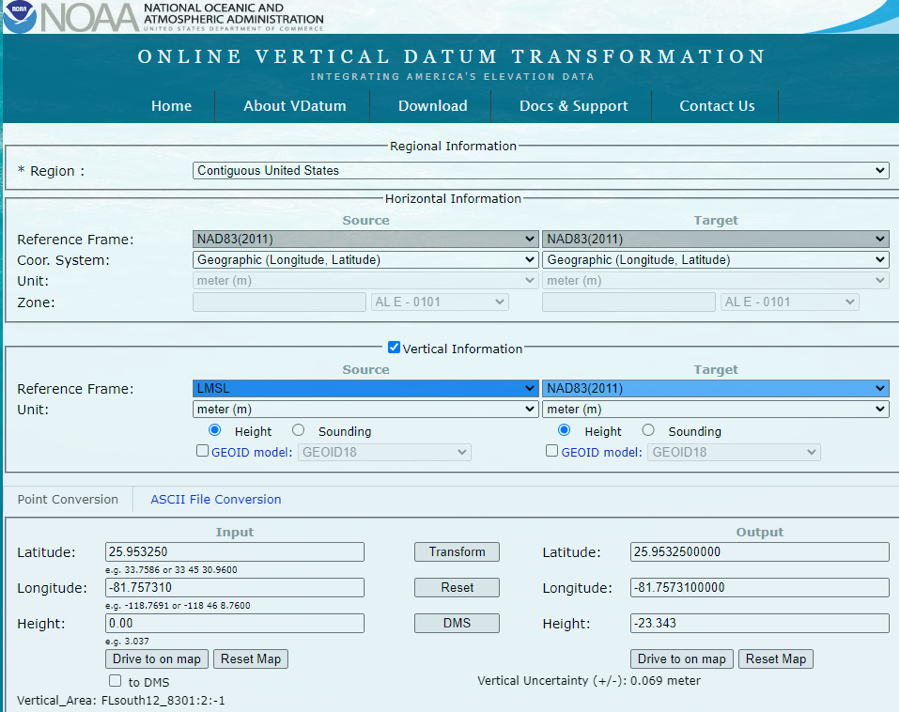 NOAA NATIONAL OCEANIC AND
ATMOSPHERIC ADMINISTRATION
UNITED STATES DEPARTMENT OF COMMERCE
ONLINE VERTICAL DATUM TRANSFORMATION
INTEGRATING AMERICA'S ELEVATION DATA
Home About VDatum Download Docs & Support Contact Us
Regional Information
* Region : Contiguous United States
Horizontal Information
Source Target
Reference Frame: NAD83(2011) NAD83(2011)
Coor. System: Geographic (Longitude, Latitude) Geographic (Longitude, Latitude)
Unit: meter (m) meter (m)
Zone: AL E - 0101 AL E - 0101
Vertical Information
Source Target
Reference Frame: LMSL NAD83(2011)
Unit: meter (m) meter (m)
Height Sounding Height Sounding
GEOID model: GEOID18 GEOID model: GEOID18
Point Conversion ASCII File Conversion
Input Output
Latitude: 25.953250 Transform Latitude: 25.9532500000
e.g. 33.7586 or 33 45 30.9600
Longitude: -81.757310 Reset Longitude: -81.7573100000
e.g. -118.7691 or -118 46 8.7600
Height: 0.00 DMS Height: -23.343
e.g. 3.037
Drive to on map Reset Map Drive to on map Reset Map
to DMS Vertical Uncertainty (+/-): 0.069 meter
Vertical_Area: FLsouth12_8301:2:-1